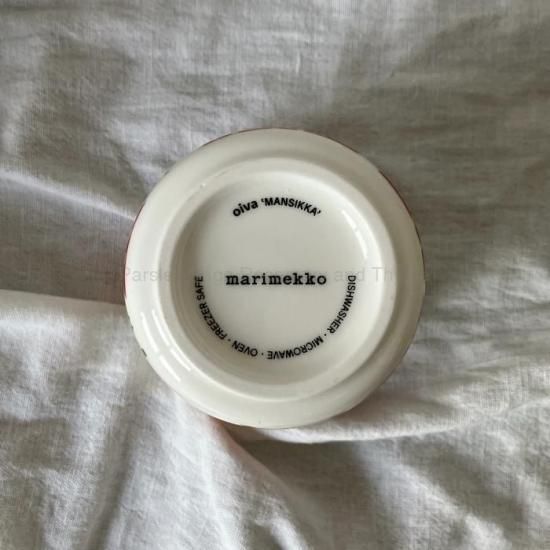 oiva 'MANSIKKA'
marimekko
DISHWASHER · MICROWAVE · OVEN · FREEZER SAFE